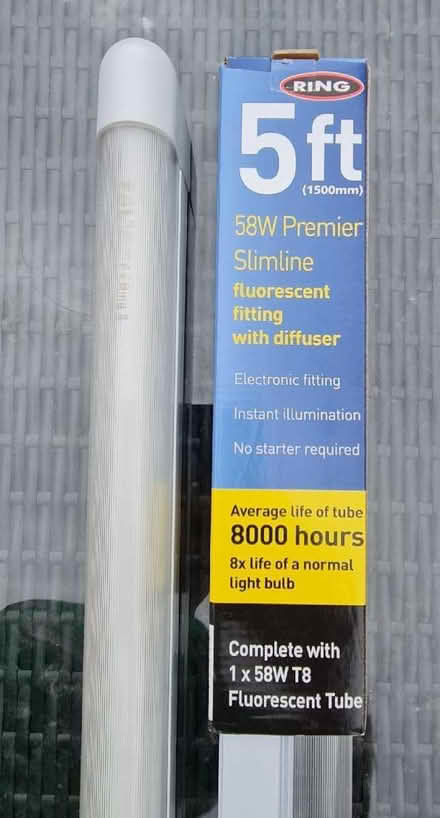 RING
5ft
(1500mm)
58W Premier
Slimline
fluorescent
fitting
with diffuser
Electronic fitting
Instant illumination
No starter required
Average life of tube
8000 hours
8x life of a normal
light bulb
Complete with
1 x 58W T8
Fluorescent Tube